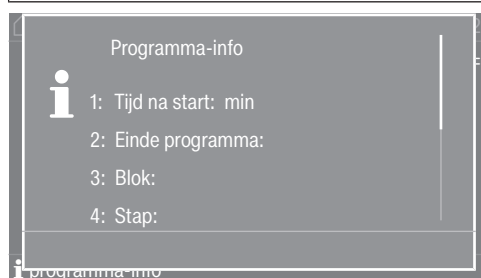 Programma-info
i
1: Tijd na start: min
2: Einde programma:
3: Blok:
4: Stap:
i programma-info